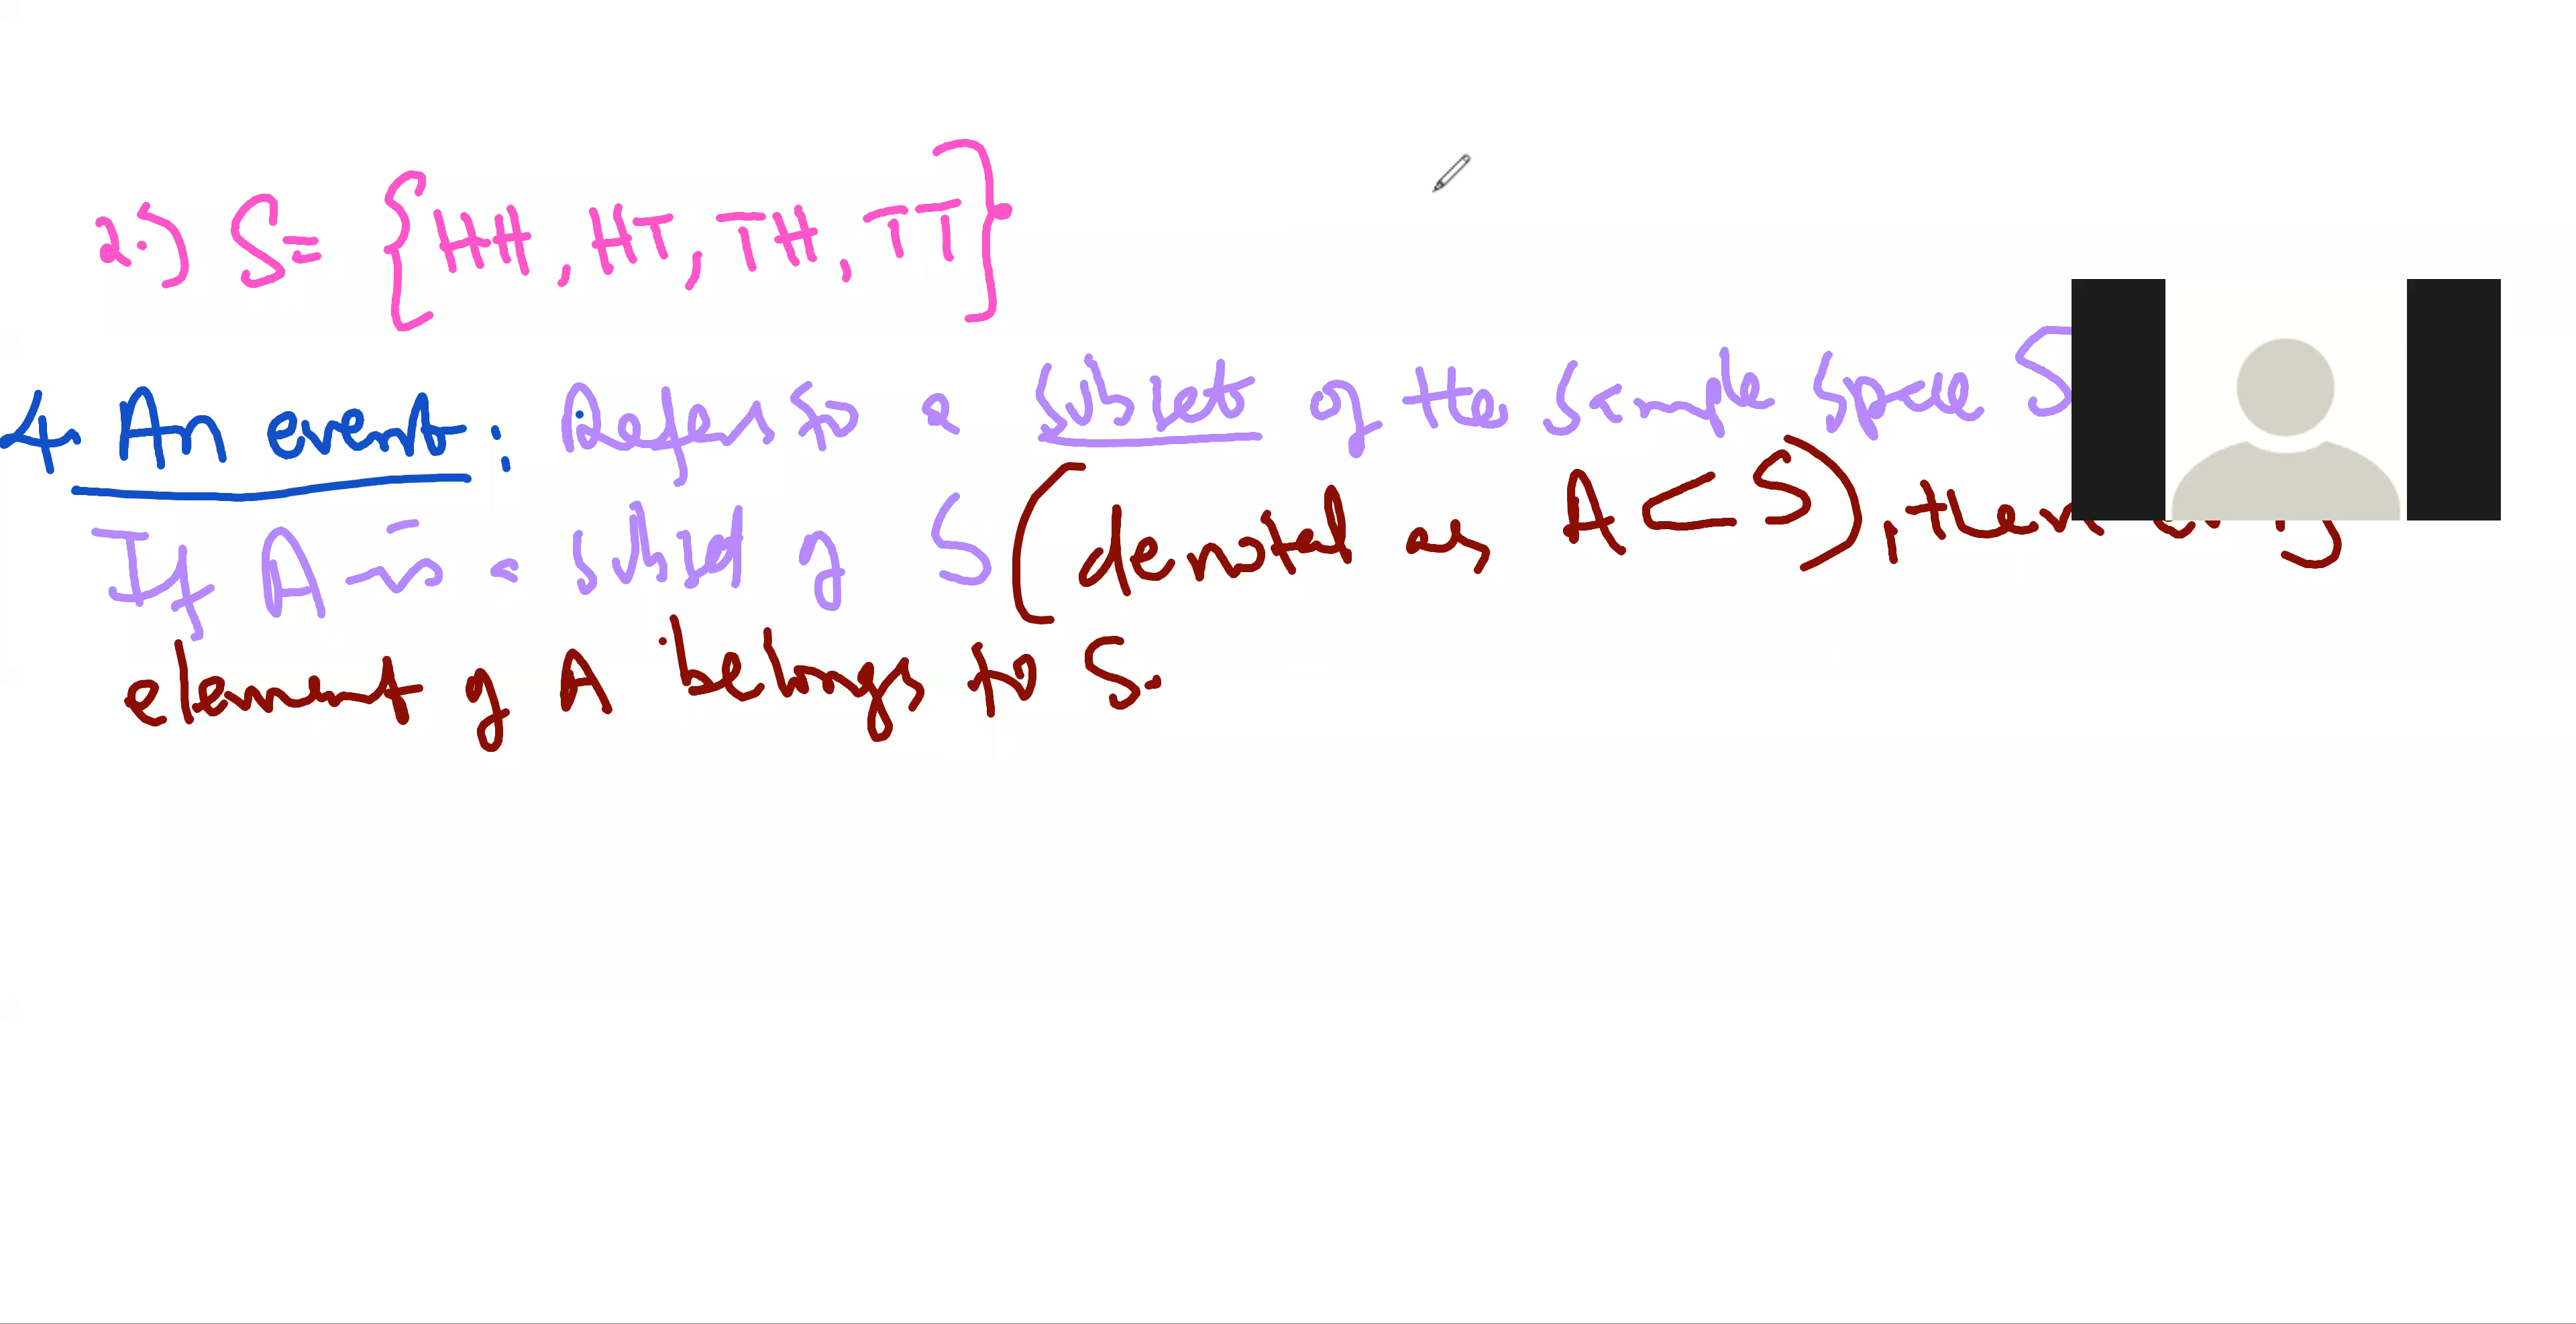 2.) S = {HH, HT, TH, TT}
4. An event: Refers to a subset of the sample space S
If A is a subset of S (denoted as A ⊂ S), then
element of A belongs to S.